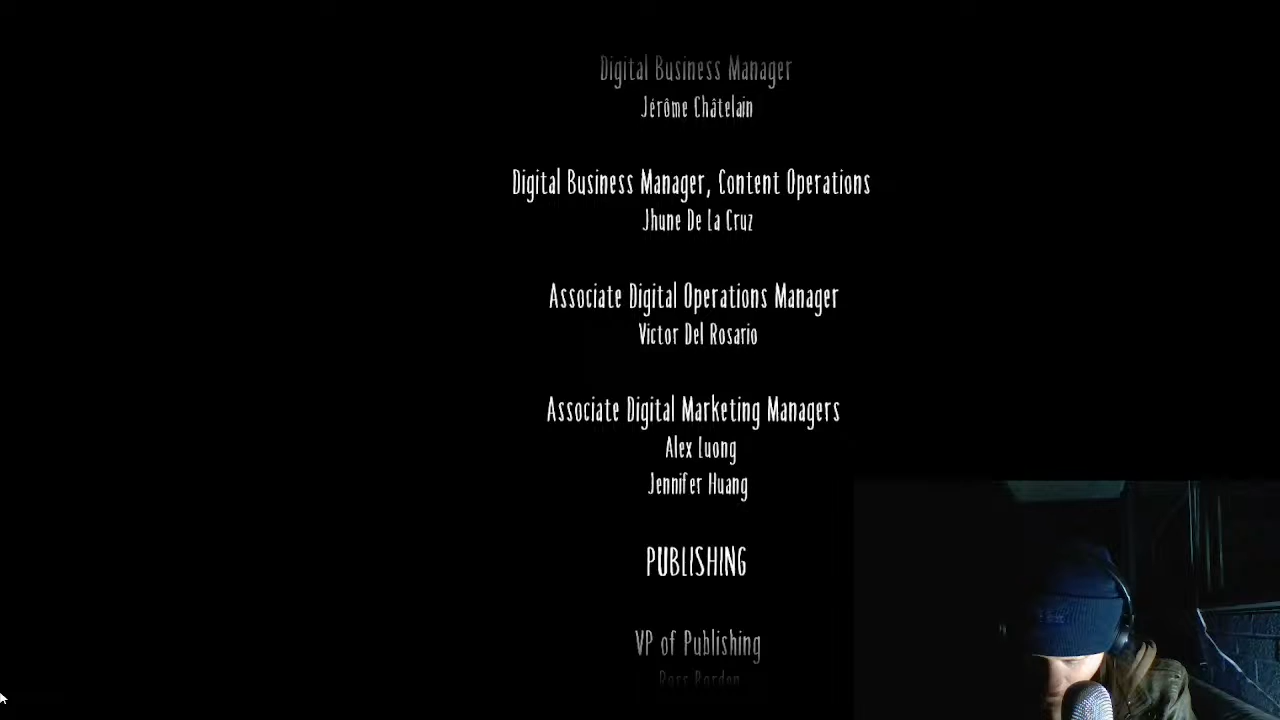 Digital Business Manager
Jérôme Châtelain
Digital Business Manager, Content Operations
Jhune De La Cruz
Associate Digital Operations Manager
Victor Del Rosario
Associate Digital Marketing Managers
Alex Luong
Jennifer Huang
PUBLISHING
VP of Publishing